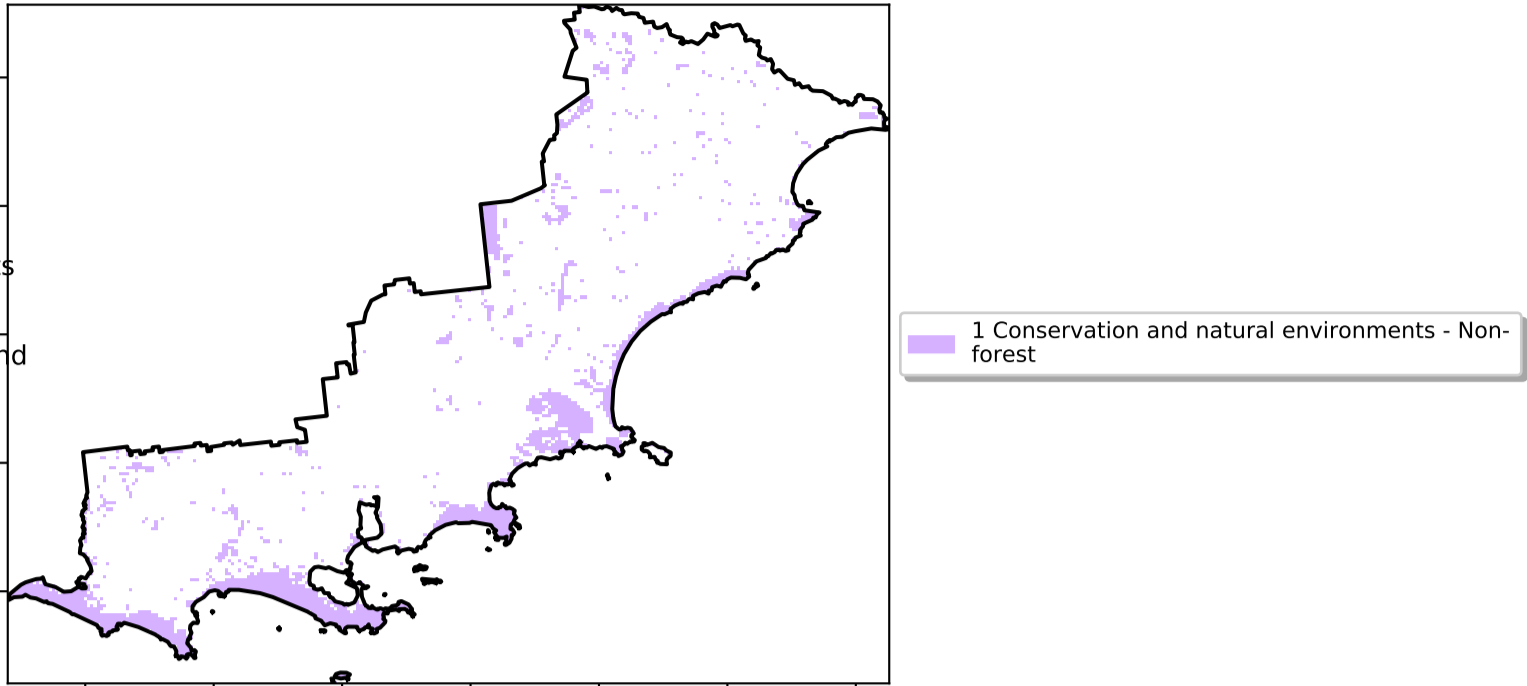 1 Conservation and natural environments - Non-
forest